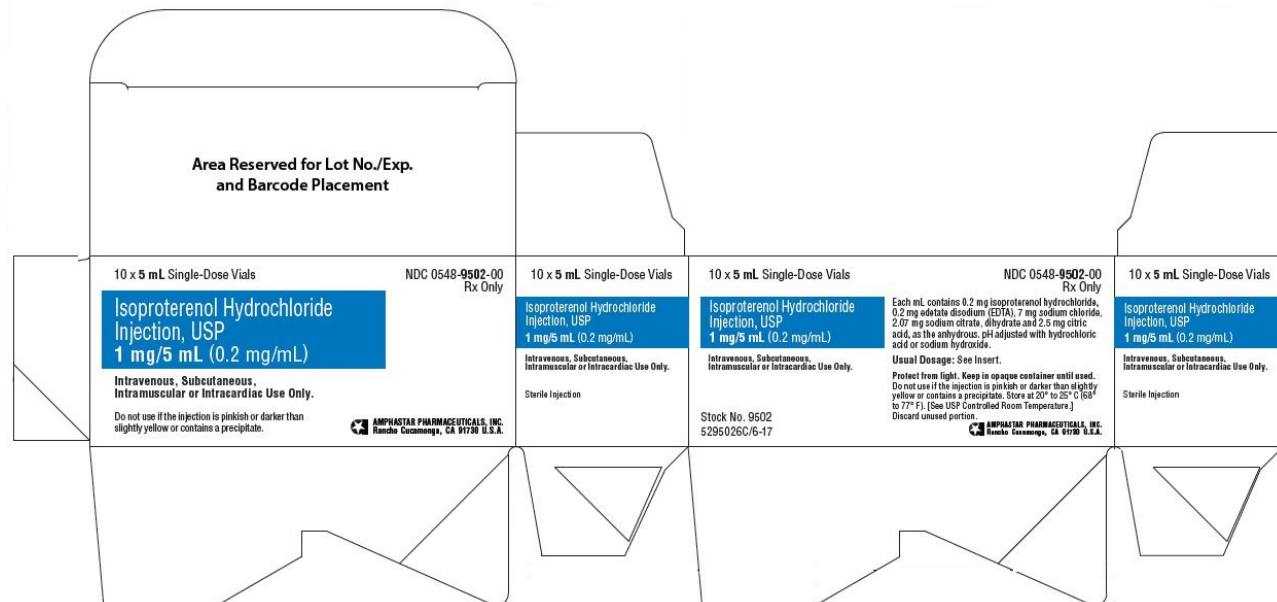 Area Reserved for Lot No./Exp.
and Barcode Placement
10 x 5 mL Single-Dose Vials
NDC 0548-9502-00
Rx Only
Isoproterenol Hydrochloride
Injection, USP
1 mg/5 mL (0.2 mg/mL)
Intravenous, Subcutaneous,
Intramuscular or Intracardiac Use Only.
Do not use if the injection is pinkish or darker than
slightly yellow or contains a precipitate.
AMPHASTAR PHARMACEUTICALS, INC.
Rancho Cucamonga, CA 91730 U.S.A.
10 x 5 mL Single-Dose Vials
Isoproterenol Hydrochloride
Injection, USP
1 mg/5 mL (0.2 mg/mL)
Intravenous, Subcutaneous,
Intramuscular or Intracardiac Use Only.
Sterile Injection
10 x 5 mL Single-Dose Vials
Isoproterenol Hydrochloride
Injection, USP
1 mg/5 mL (0.2 mg/mL)
Intravenous, Subcutaneous,
Intramuscular or Intracardiac Use Only.
Stock No. 9502
5295026C/6-17
NDC 0548-9502-00
Rx Only
Each mL contains 0.2 mg isoproterenol hydrochloride,
0.2 mg edetate disodium (EDTA), 7 mg sodium chloride,
2.07 mg sodium citrate, dihydrate and 2.5 mg citric
acid, as the anhydrous. pH adjusted with hydrochloric
acid or sodium hydroxide.
Usual Dosage: See Insert.
Protect from light. Keep in opaque container until used.
Do not use if the injection is pinkish or darker than slightly
yellow or contains a precipitate. Store at 20° to 25° C (68°
to 77° F). [See USP Controlled Room Temperature.]
Discard unused portion.
AMPHASTAR PHARMACEUTICALS, INC.
Rancho Cucamonga, CA 91730 U.S.A.
10 x 5 mL Single-Dose Vials
Isoproterenol Hydrochloride
Injection, USP
1 mg/5 mL (0.2 mg/mL)
Intravenous, Subcutaneous,
Intramuscular or Intracardiac Use Only.
Sterile Injection